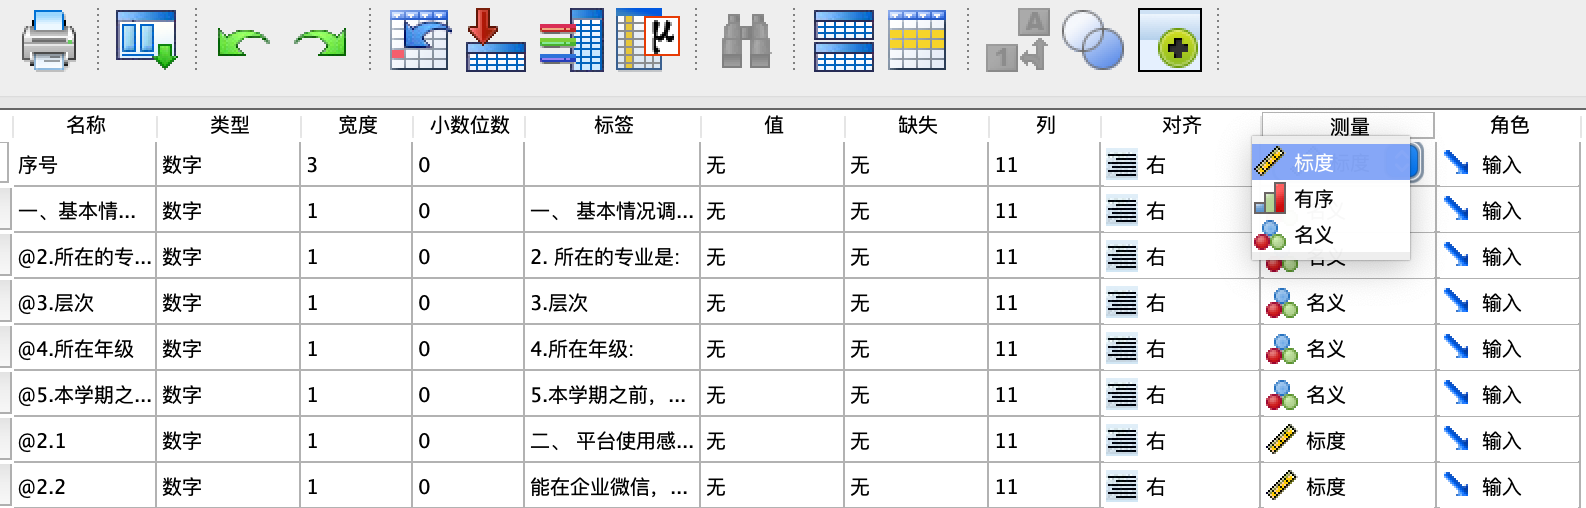 μ
A
1
名称 类型 宽度 小数位数 标签 值 缺失 列 对齐 测量 角色
序号 数字 3 0 无 无 11 右 标度 输入
一、基本情... 数字 1 0 一、 基本情况调... 无 无 11 右 有序 输入
@2.所在的专... 数字 1 0 2. 所在的专业是: 无 无 11 右 名义 输入
名义
@3.层次 数字 1 0 3.层次 无 无 11 右 名义 输入
@4.所在年级 数字 1 0 4.所在年级: 无 无 11 右 名义 输入
@5.本学期之... 数字 1 0 5.本学期之前，... 无 无 11 右 名义 输入
@2.1 数字 1 0 二、 平台使用感... 无 无 11 右 标度 输入
@2.2 数字 1 0 能在企业微信，... 无 无 11 右 标度 输入